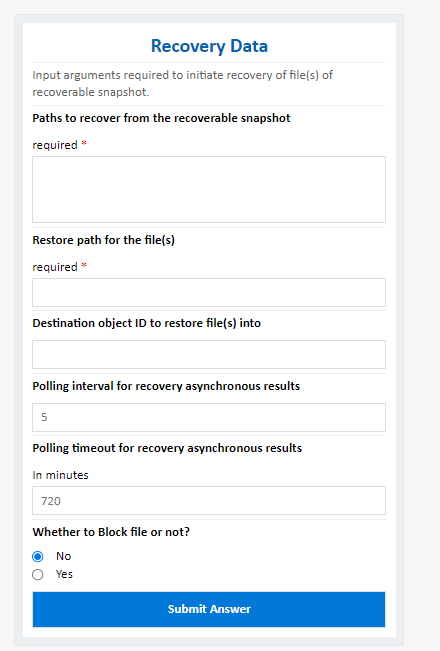 Recovery Data
Input arguments required to initiate recovery of file(s) of
recoverable snapshot.
Paths to recover from the recoverable snapshot
required *
Restore path for the file(s)
required *
Destination object ID to restore file(s) into
Polling interval for recovery asynchronous results
5
Polling timeout for recovery asynchronous results
In minutes
720
Whether to Block file or not?
No
Yes
Submit Answer